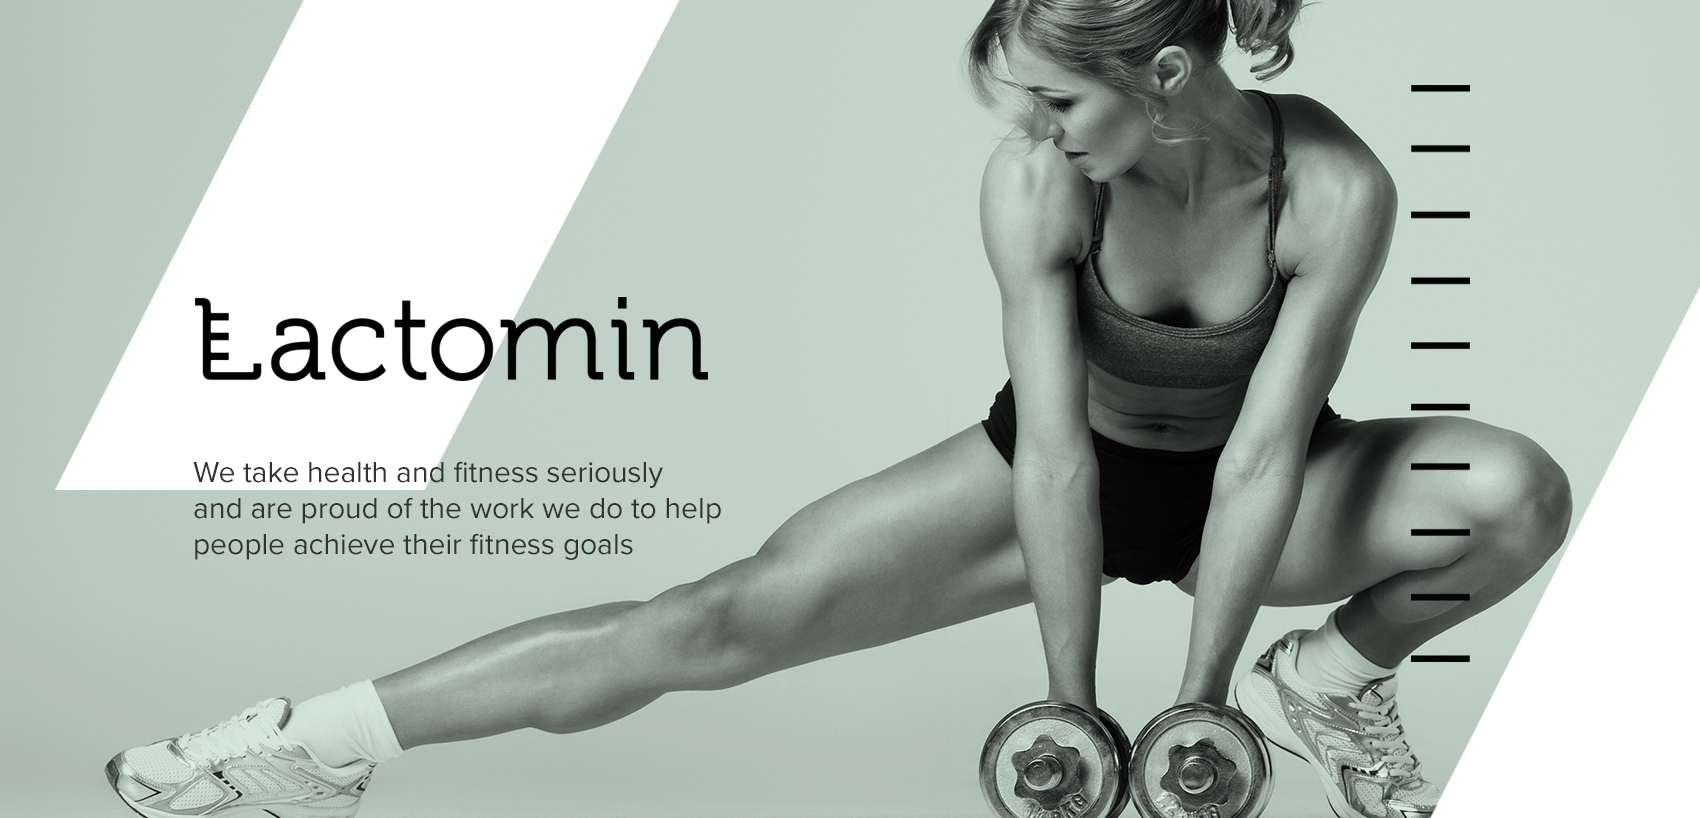 Lactomin
We take health and fitness seriously
and are proud of the work we do to help
people achieve their fitness goals